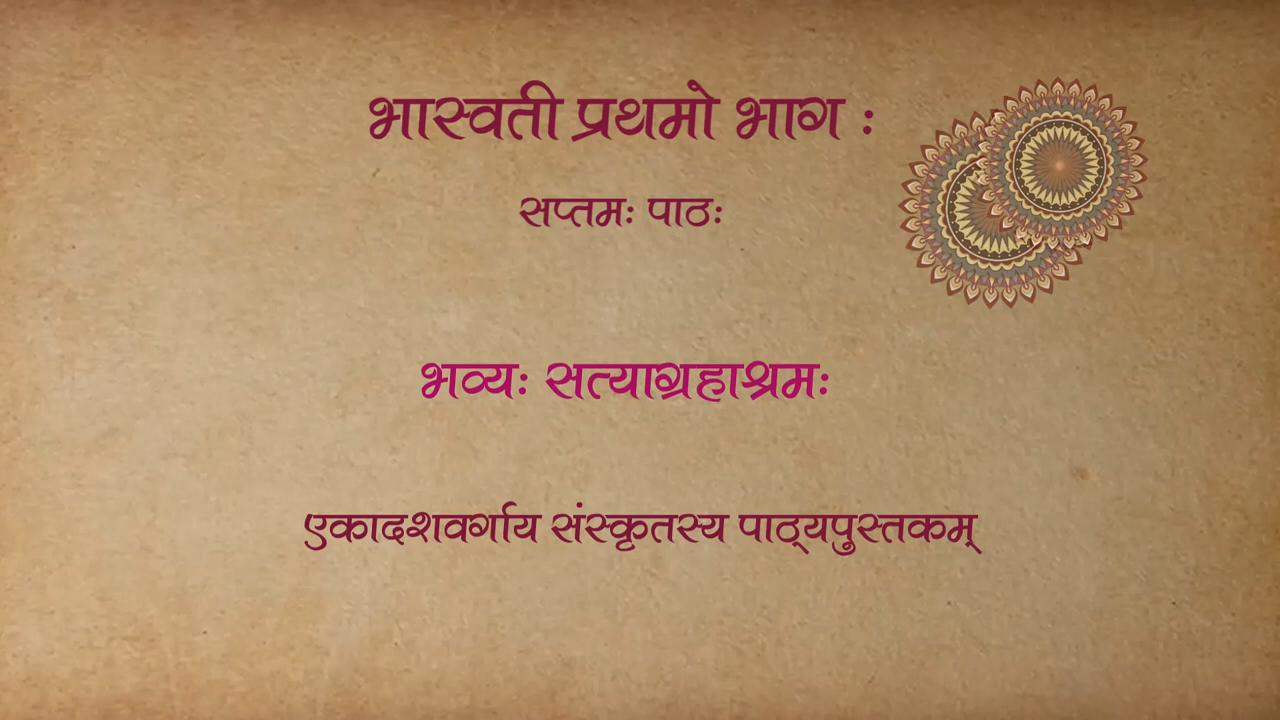 भास्वती प्रथमो भाग :
सप्तमः पाठः
भव्यः सत्याग्रहाश्रमः
एकादशवर्गाय संस्कृतस्य पाठ्यपुस्तकम्